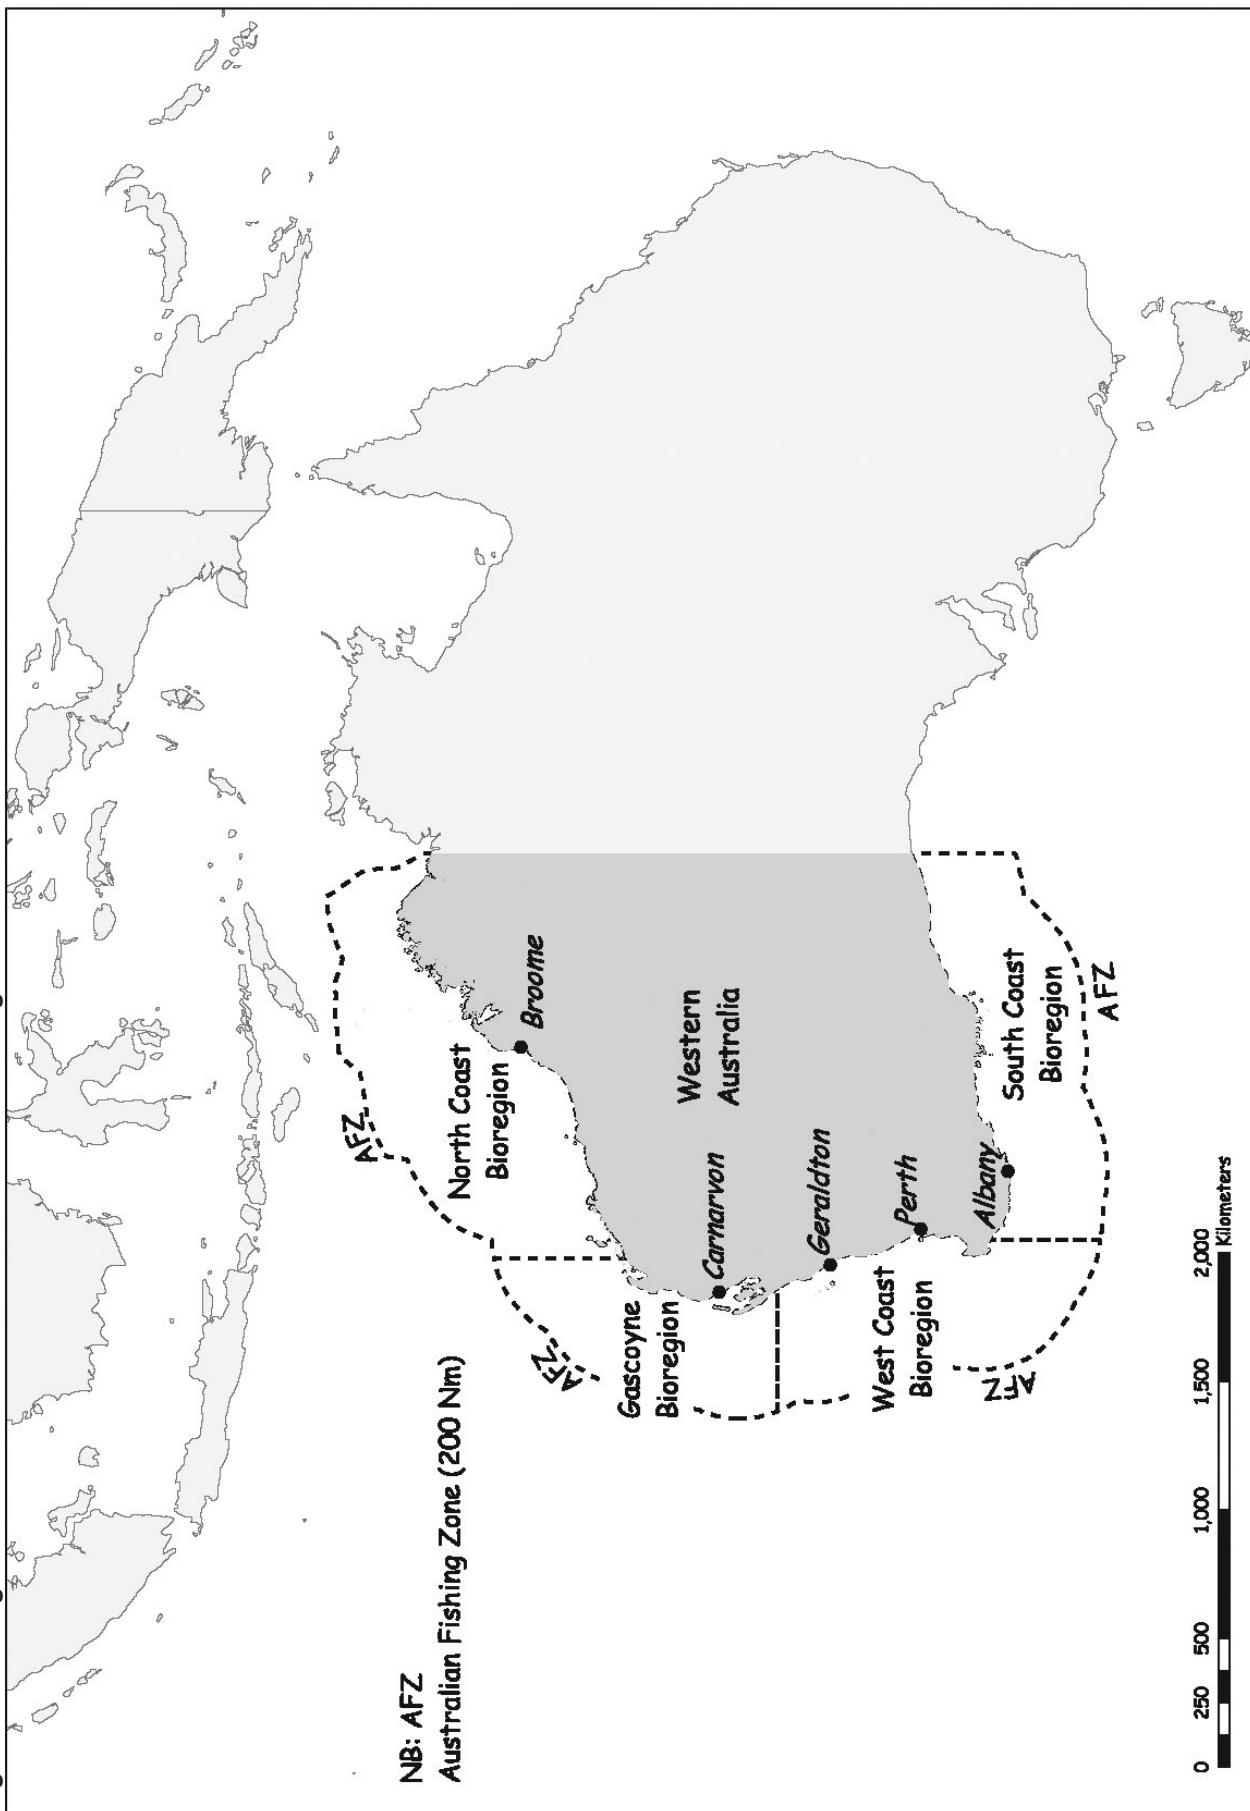 AFZ
North Coast
Bioregion
Broome
Gascoyne
Bioregion
AFZ
Carnarvon
Western
Australia
Geraldton
West Coast
Bioregion
Perth
AFZ
Albany
South Coast
Bioregion
AFZ
NB: AFZ
Australian Fishing Zone (200 Nm)
0 250 500 1,000 1,500 2,000
Kilometers